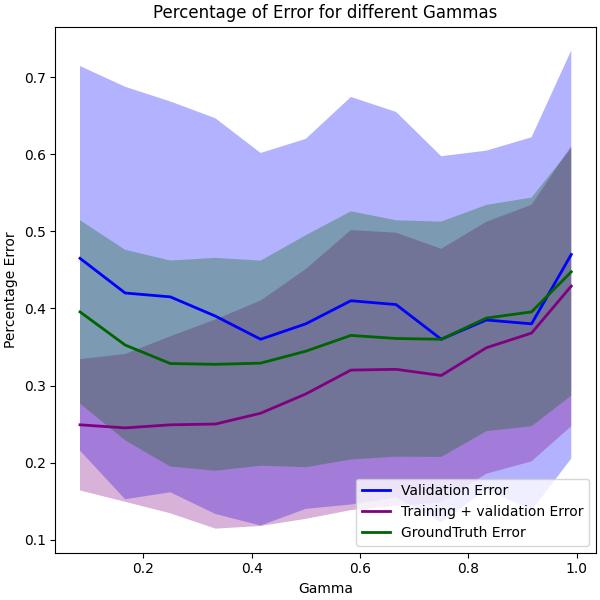 Percentage of Error for different Gammas
Percentage Error
0.7
0.6
0.5
0.4
0.3
0.2
0.1
Validation Error
Training + validation Error
GroundTruth Error
0.2 0.4 0.6 0.8 1.0
Gamma